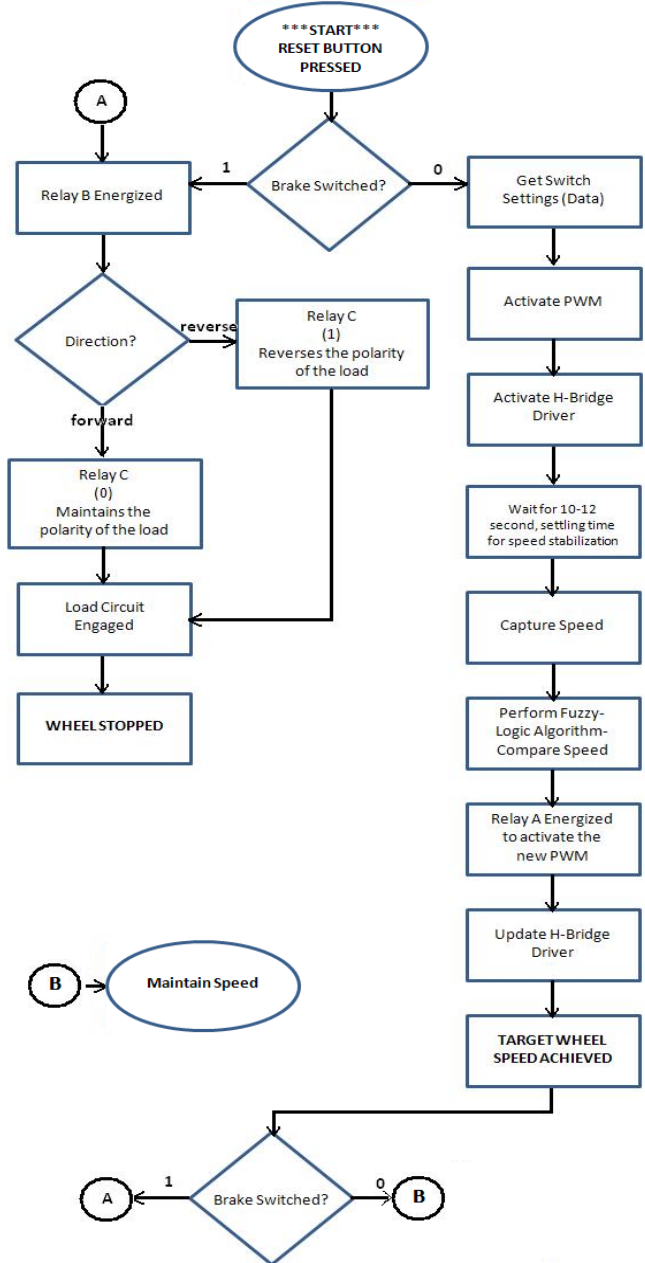 ***START***
RESET BUTTON
PRESSED
A
Brake Switched?
1
0
Relay B Energized
Get Switch
Settings (Data)
Direction?
reverse
Relay C
(1)
Reverses the polarity
of the load
forward
Relay C
(0)
Maintains the
polarity of the load
Load Circuit
Engaged
WHEEL STOPPED
Activate PWM
Activate H-Bridge
Driver
Wait for 10-12
second, settling time
for speed stabilization
Capture Speed
Perform Fuzzy-
Logic Algorithm-
Compare Speed
Relay A Energized
to activate the
new PWM
Update H-Bridge
Driver
TARGET WHEEL
SPEED ACHIEVED
B
Maintain Speed
Brake Switched?
1
0
A
B